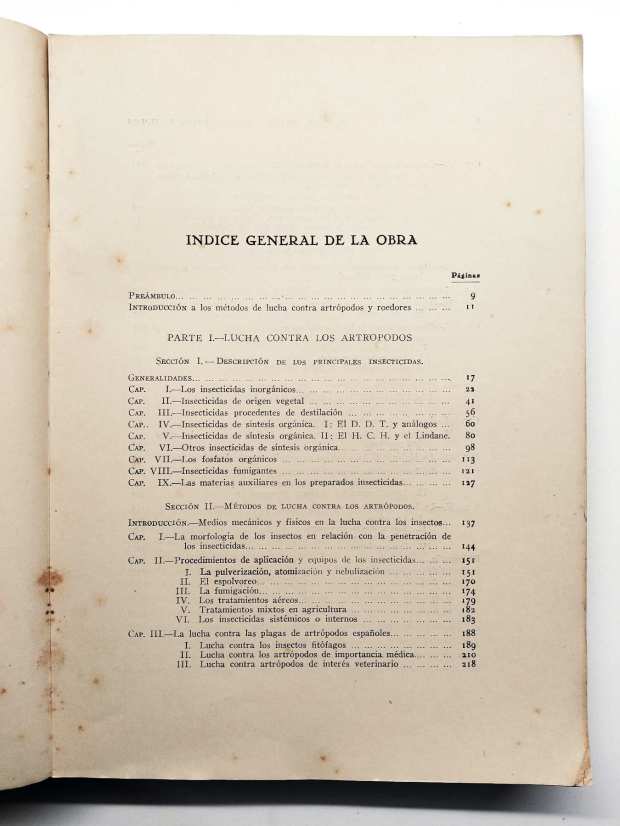 INDICE GENERAL DE LA OBRA
Páginas
PREÁMBULO... ... ... ... ... ... ... ... ... ... ... ... ... ... ... ... ... ... ... 9
INTRODUCCIÓN a los métodos de lucha contra artrópodos y roedores ... ... ... 11
PARTE I.—LUCHA CONTRA LOS ARTROPODOS
SECCIÓN I.—DESCRIPCIÓN DE LOS PRINCIPALES INSECTICIDAS.
GENERALIDADES... ... ... ... ... ... ... ... ... ... ... ... ... ... ... ... ... ... 17
CAP. I.—Los insecticidas inorgánicos... ... ... ... ... ... ... ... ... ... ... 22
CAP. II.—Insecticidas de origen vegetal ... ... ... ... ... ... ... ... ... ... 41
CAP. III.—Insecticidas procedentes de destilación ... ... ... ... ... ... ... 56
CAP. IV.—Insecticidas de síntesis orgánica. I: El D. D. T. y análogos ... 60
CAP. V.—Insecticidas de síntesis orgánica. II: El H. C. H. y el Lindane. 80
CAP. VI.—Otros insecticidas de síntesis orgánica... ... ... ... ... ... ... ... 98
CAP. VII.—Los fosfatos orgánicos ... ... ... ... ... ... ... ... ... ... ... ... 113
CAP. VIII.—Insecticidas fumigantes ... ... ... ... ... ... ... ... ... ... ... ... 121
CAP. IX.—Las materias auxiliares en los preparados insecticidas... ... ... ... 127
SECCIÓN II.—MÉTODOS DE LUCHA CONTRA LOS ARTRÓPODOS.
INTRODUCCIÓN.—Medios mecánicos y físicos en la lucha contra los insectos... 137
CAP. I.—La morfología de los insectos en relación con la penetración de
los insecticidas... ... ... ... ... ... ... ... ... ... ... ... ... ... ... 144
CAP. II.—Procedimientos de aplicación y equipos de los insecticidas... ... ... 151
I. La pulverización, atomización y nebulización ... ... ... ... ... 151
II. El espolvoreo... ... ... ... ... ... ... ... ... ... ... ... ... ... 170
III. La fumigación... ... ... ... ... ... ... ... ... ... ... ... ... ... 174
IV. Los tratamientos aéreos... ... ... ... ... ... ... ... ... ... ... 179
V. Tratamientos mixtos en agricultura ... ... ... ... ... ... ... ... 182
VI. Los insecticidas sistémicos o internos ... ... ... ... ... ... ... 183
CAP. III.—La lucha contra las plagas de artrópodos españoles... ... ... ... ... 188
I. Lucha contra los insectos fitófagos ... ... ... ... ... ... ... ... 189
II. Lucha contra los artrópodos de importancia médica... ... ... 210
III. Lucha contra artrópodos de interés veterinario ... ... ... ... 218